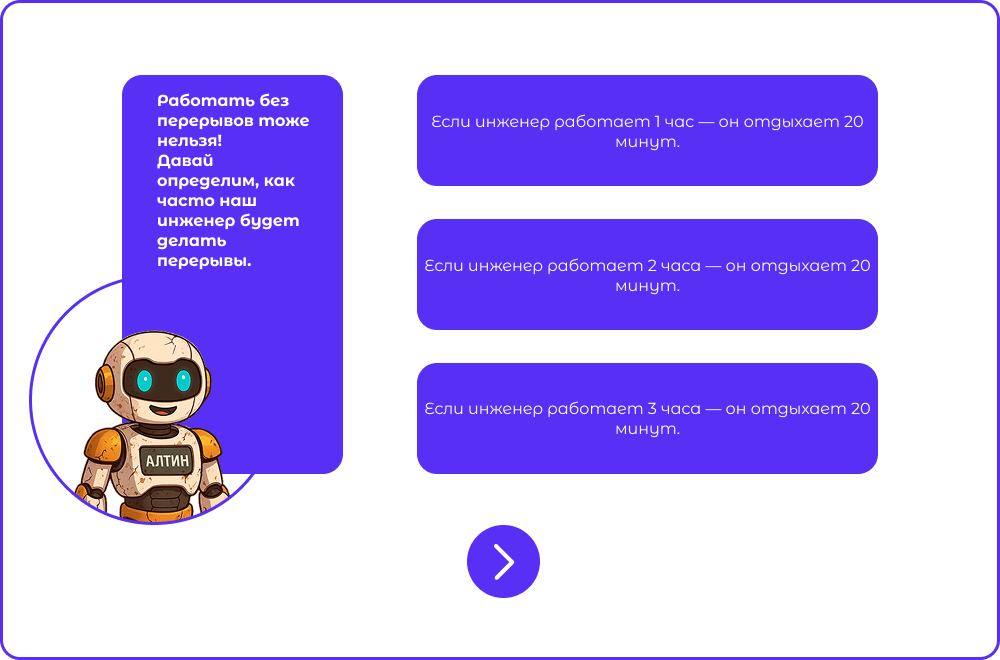 Работать без
перерывов тоже
нельзя!
Давай
определим, как
часто наш
инженер будет
делать
перерывы.
АЛТИН
Если инженер работает 1 час — он отдыхает 20
минут.
Если инженер работает 2 часа — он отдыхает 20
минут.
Если инженер работает 3 часа — он отдыхает 20
минут.